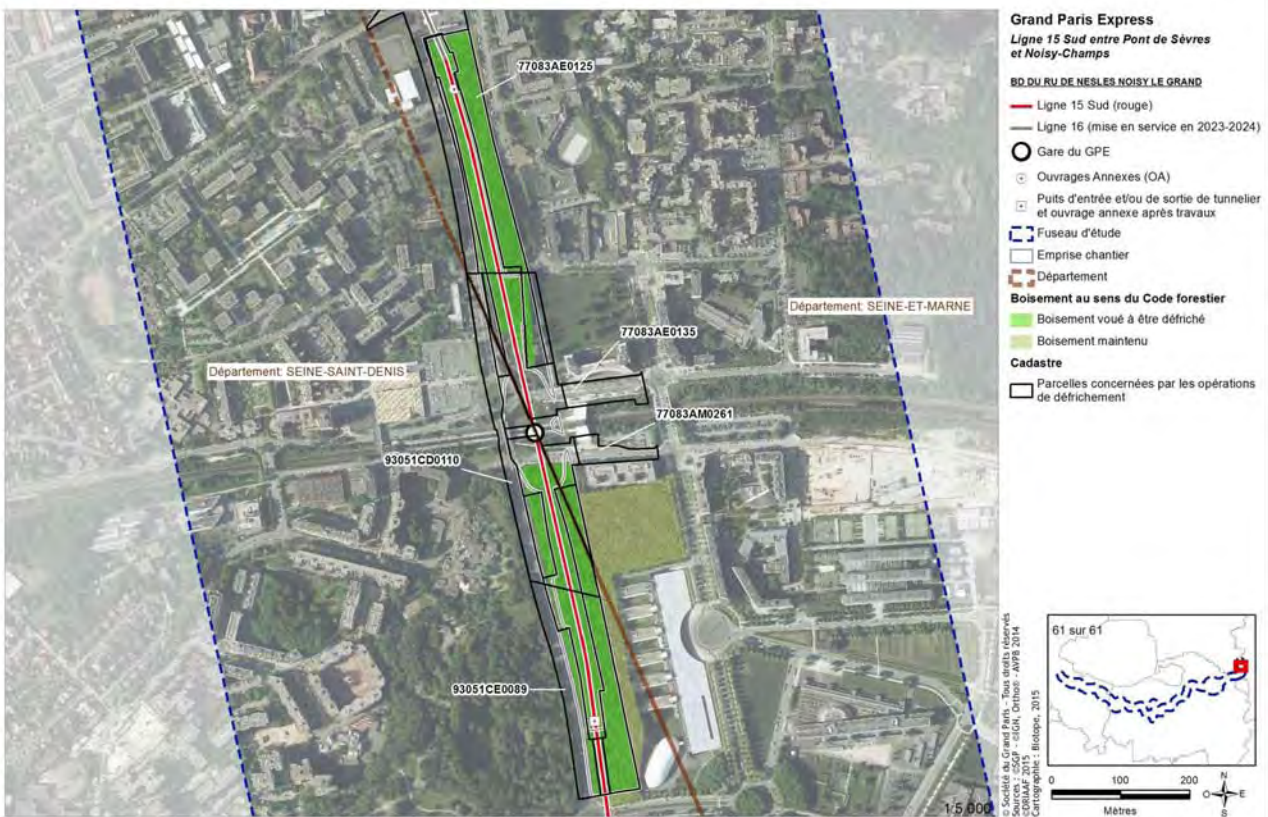 77083AE0125
77083AE0135
Département: SEINE-ET-MARNE
Département: SEINE-SAINT-DENIS
77083AM0261
93051CD0110
93051CE0089
1:5 000
Grand Paris Express
Ligne 15 Sud entre Pont de Sèvres
et Noisy-Champs
BD DU RU DE NESLES NOISY LE GRAND
Ligne 15 Sud (rouge)
Ligne 16 (mise en service en 2023-2024)
Gare du GPE
Ouvrages Annexes (OA)
Puits d'entrée et/ou de sortie de tunnelier
et ouvrage annexe après travaux
Fuseau d'étude
Emprise chantier
Département
Boisement au sens du Code forestier
Boisement voué à être défriché
Boisement maintenu
Cadastre
Parcelles concernées par les opérations
de défrichement
© Société du Grand Paris - Tous droits réservés
Sources : ©SGP - ©IGN, Ortho® - AVPB 2014
©DRIAAF 2015
Cartographie : Biotope, 2015
61 sur 61
0 100 200
Mètres
N
O E
S